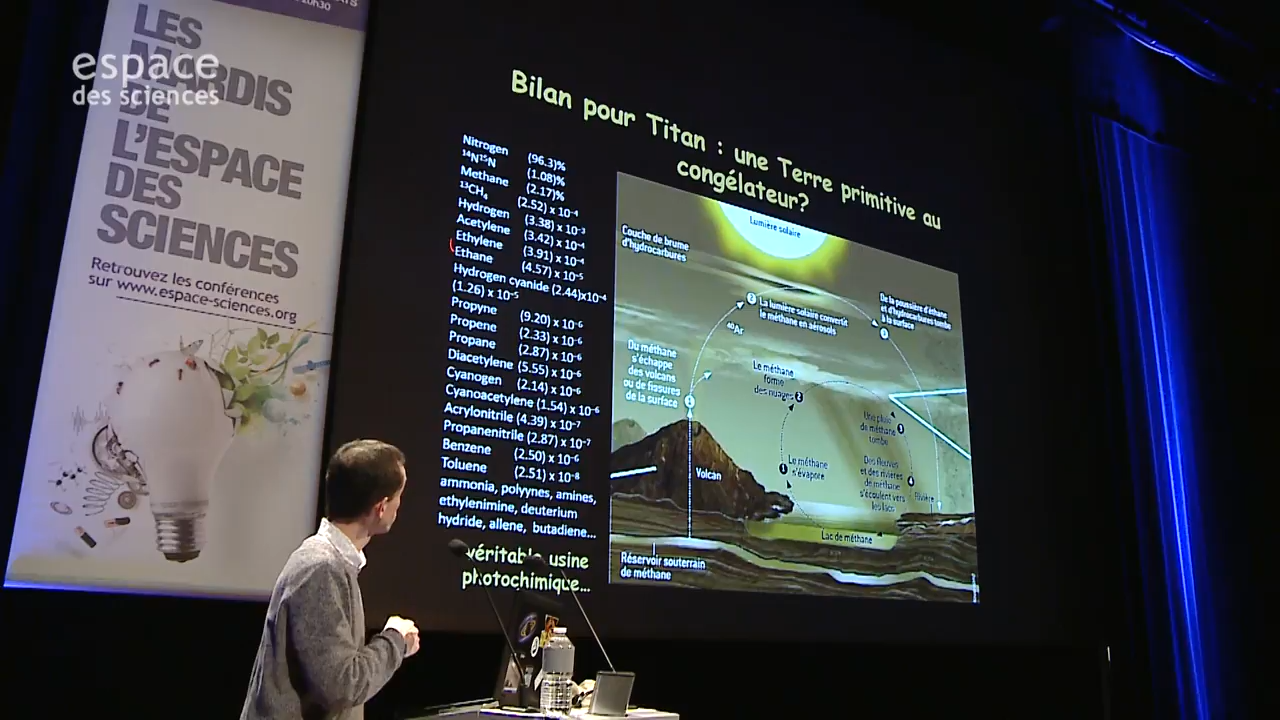 20h30
LES
MARDIS
DE
L'ESPACE
DES
SCIENCES
espace
des sciences
Retrouvez les conférences
sur www.espace-sciences.org
Bilan pour Titan : une Terre primitive au
congélateur?
Nitrogen (96.3)%
¹⁴N¹⁵N (1.08)%
Methane (2.17)%
¹³CH₄ (2.52) x 10⁻⁴
Hydrogen (3.38) x 10⁻³
Acetylene (3.42) x 10⁻⁴
Ethylene (3.91) x 10⁻⁴
Ethane (4.57) x 10⁻⁵
Hydrogen cyanide (2.44)x10⁻⁴
(1.26) x 10⁻⁵
Propyne (9.20) x 10⁻⁶
Propene (2.33) x 10⁻⁶
Propane (2.87) x 10⁻⁶
Diacetylene (5.55) x 10⁻⁶
Cyanogen (2.14) x 10⁻⁶
Cyanoacetylene (1.54) x 10⁻⁶
Acrylonitrile (4.39) x 10⁻⁷
Propanenitrile (2.87) x 10⁻⁷
Benzene (2.50) x 10⁻⁶
Toluene (2.51) x 10⁻⁸
ammonia, polyynes, amines,
ethylenimine, deuterium
hydride, allene, butadiene...
véritable usine
photochimique...
Lumière solaire
Couche de brume
d'hydrocarbures
2 La lumière solaire convertit
le méthane en aérosols
⁴⁰Ar
De la poussière d'éthane
et d'hydrocarbures tombe
à la surface
3
Du méthane
s'échappe
des volcans
ou de fissures
de la surface
1
Le méthane
forme
des nuages 2
Une pluie
de méthane
tombe
3
1 Le méthane
s'évapore
Des fleuves
et des rivières
de méthane
s'écoulent vers
les lacs
4
Rivière
Volcan
Lac de méthane
Réservoir souterrain
de méthane